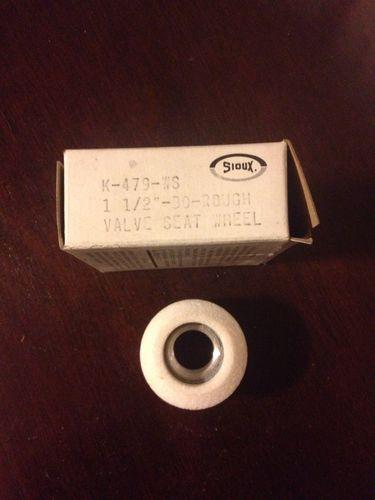 SIOUX.
K-479-WS
1 1/2"-30-ROUGH
VALVE SEAT WHEEL